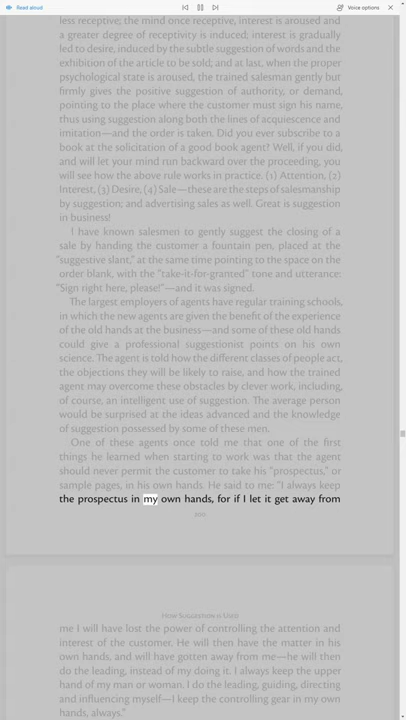 Read aloud
Voice options
less receptive; the mind once receptive, interest is aroused and
a greater degree of receptivity is induced; interest is gradually
led to desire, induced by the subtle suggestion of words and the
exhibition of the article to be sold; and at last, when the proper
psychological state is aroused, the trained salesman gently but
firmly gives the positive suggestion of authority, or demand,
pointing to the place where the customer must sign his name,
thus using suggestion along both the lines of acquiescence and
imitation—and the order is taken. Did you ever subscribe to a
book at the solicitation of a good book agent? Well, if you did,
and will let your mind run backward over the proceeding, you
will see how the above rule works in practice. (1) Attention, (2)
Interest, (3) Desire, (4) Sale—these are the steps of salesmanship
by suggestion; and advertising sales as well. Great is suggestion
in business!
I have known salesmen to gently suggest the closing of a
sale by handing the customer a fountain pen, placed at the
"suggestive slant," at the same time pointing to the space on the
order blank, with the "take-it-for-granted" tone and utterance:
"Sign right here, please!"—and it was signed.
The largest employers of agents have regular training schools,
in which the new agents are given the benefit of the experience
of the old hands at the business—and some of these old hands
could give a professional suggestionist points on his own
science. The agent is told how the different classes of people act,
the objections they will be likely to raise, and how the trained
agent may overcome these obstacles by clever work, including,
of course, an intelligent use of suggestion. The average person
would be surprised at the ideas advanced and the knowledge
of suggestion possessed by some of these men.
One of these agents once told me that one of the first
things he learned when starting to work was that the agent
should never permit the customer to take his "prospectus," or
sample pages, in his own hands. He said to me: "I always keep
the prospectus in my own hands, for if I let it get away from
How Suggestion is Used
me I will have lost the power of controlling the attention and
interest of the customer. He will then have the matter in his
own hands, and will have gotten away from me—he will then
do the leading, instead of my doing it. I always keep the upper
hand of my man or woman. I do the leading, guiding, directing
and influencing myself—I keep the controlling gear in my own
hands, always."